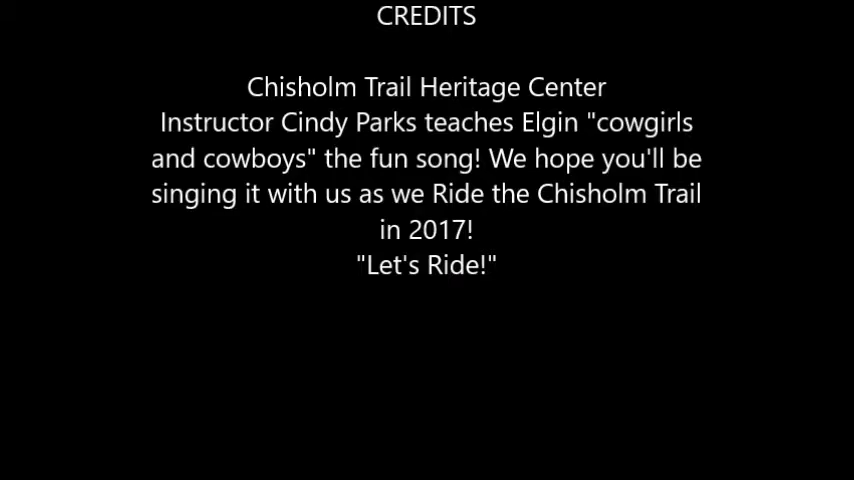 CREDITS
Chisholm Trail Heritage Center
Instructor Cindy Parks teaches Elgin "cowgirls
and cowboys" the fun song! We hope you'll be
singing it with us as we Ride the Chisholm Trail
in 2017!
"Let's Ride!"